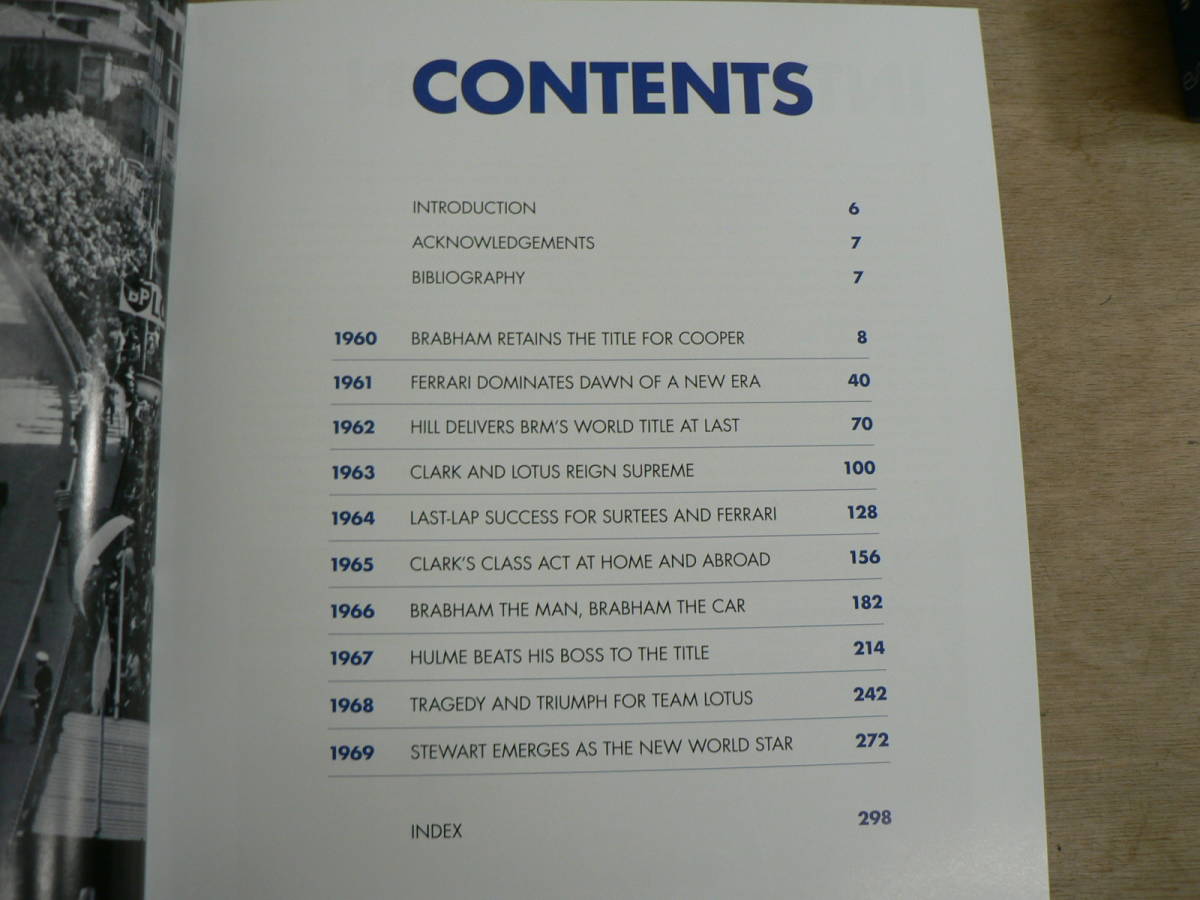 CONTENTS
INTRODUCTION 6
ACKNOWLEDGEMENTS 7
BIBLIOGRAPHY 7
1960 BRABHAM RETAINS THE TITLE FOR COOPER 8
1961 FERRARI DOMINATES DAWN OF A NEW ERA 40
1962 HILL DELIVERS BRM'S WORLD TITLE AT LAST 70
1963 CLARK AND LOTUS REIGN SUPREME 100
1964 LAST-LAP SUCCESS FOR SURTEES AND FERRARI 128
1965 CLARK'S CLASS ACT AT HOME AND ABROAD 156
1966 BRABHAM THE MAN, BRABHAM THE CAR 182
1967 HULME BEATS HIS BOSS TO THE TITLE 214
1968 TRAGEDY AND TRIUMPH FOR TEAM LOTUS 242
1969 STEWART EMERGES AS THE NEW WORLD STAR 272
INDEX 298
BP